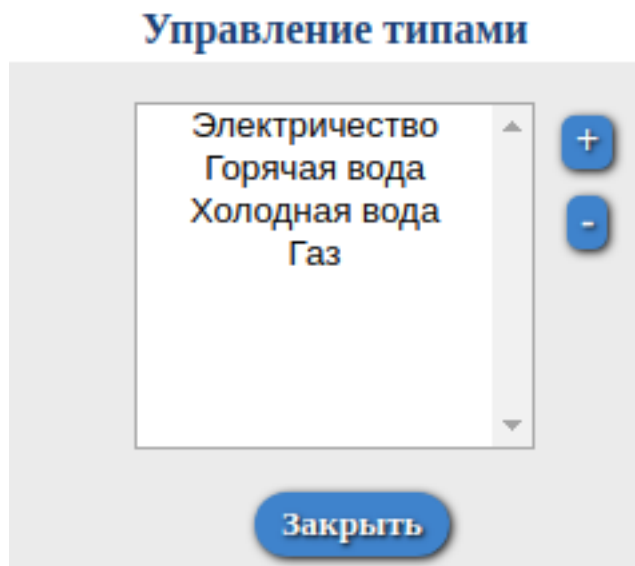 Управление типами
Электричество
Горячая вода
Холодная вода
Газ
+
-
Закрыть